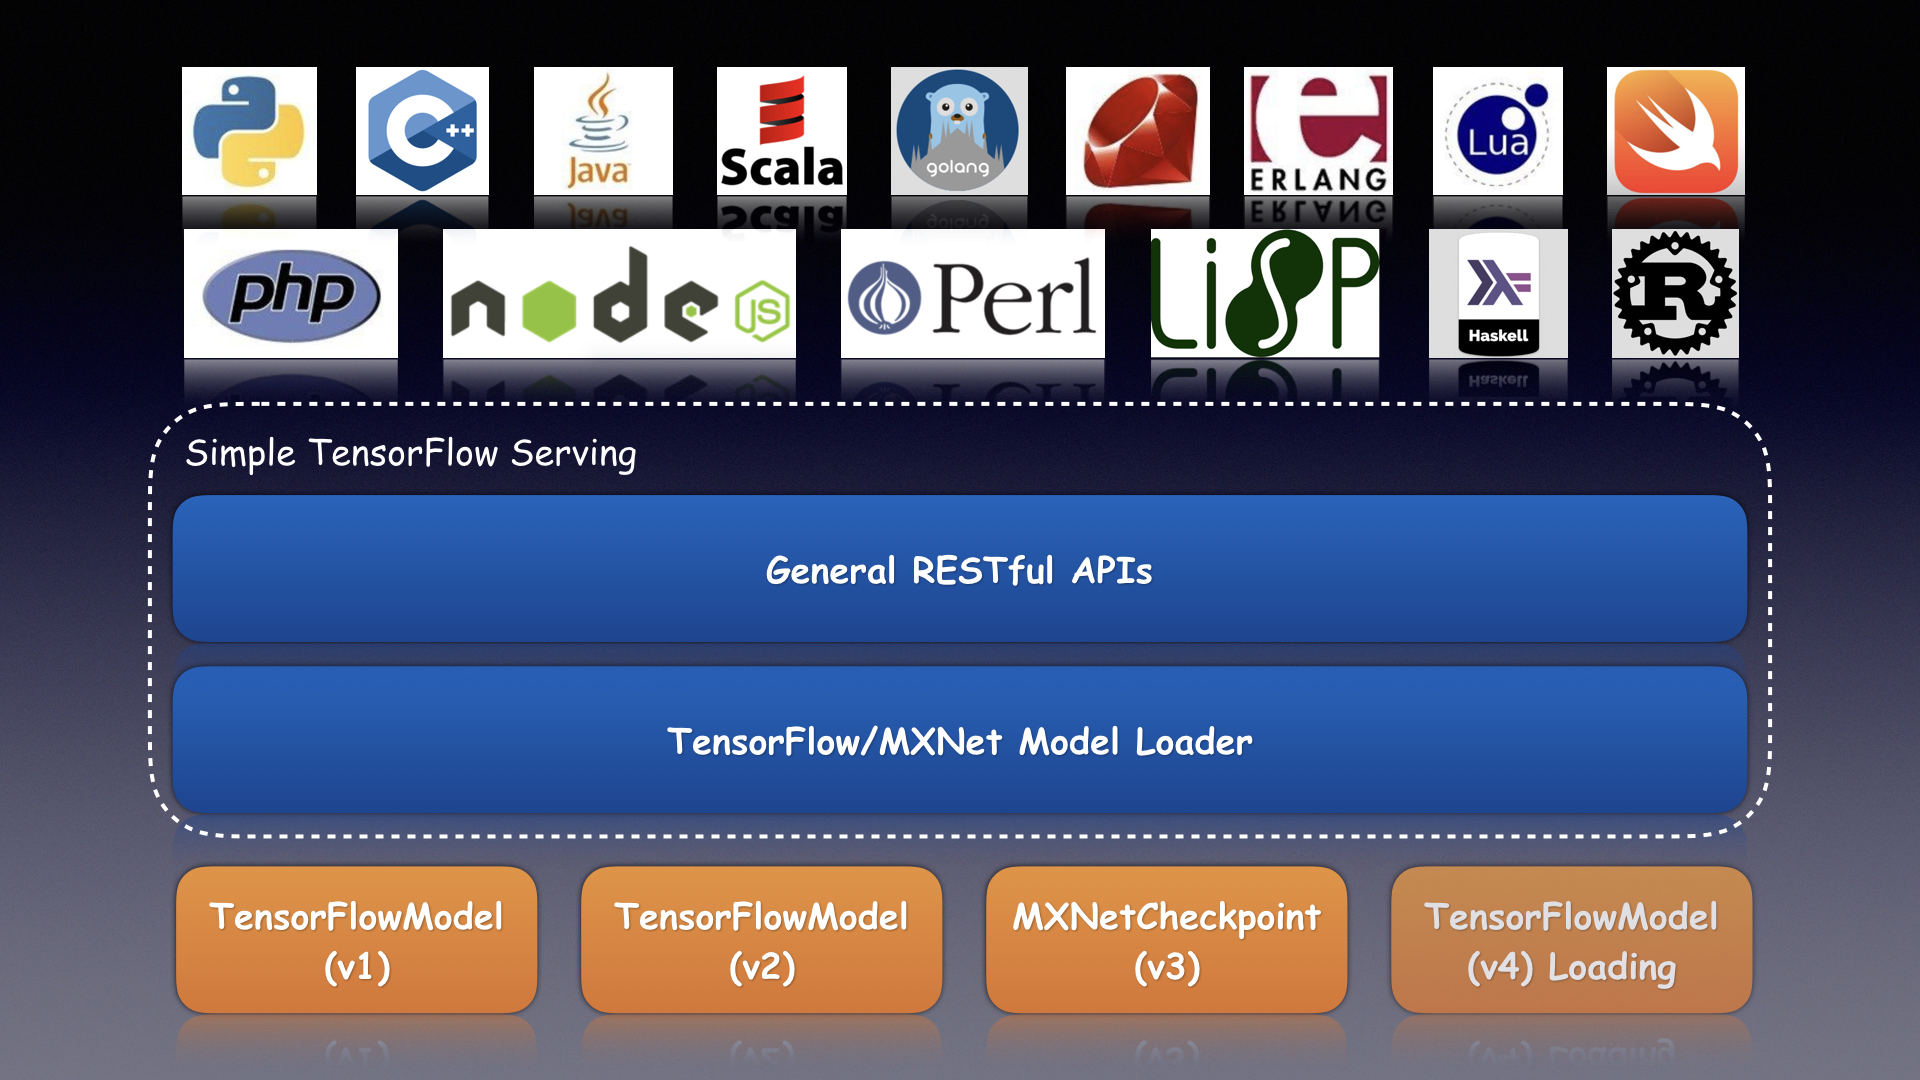 ++
Java
Scala
golang
ERLANG
Lua
php
node
JS
Perl
LiSP
Haskell
R
Simple TensorFlow Serving
General RESTful APIs
TensorFlow/MXNet Model Loader
TensorFlowModel
(v1)
TensorFlowModel
(v2)
MXNetCheckpoint
(v3)
TensorFlowModel
(v4) Loading